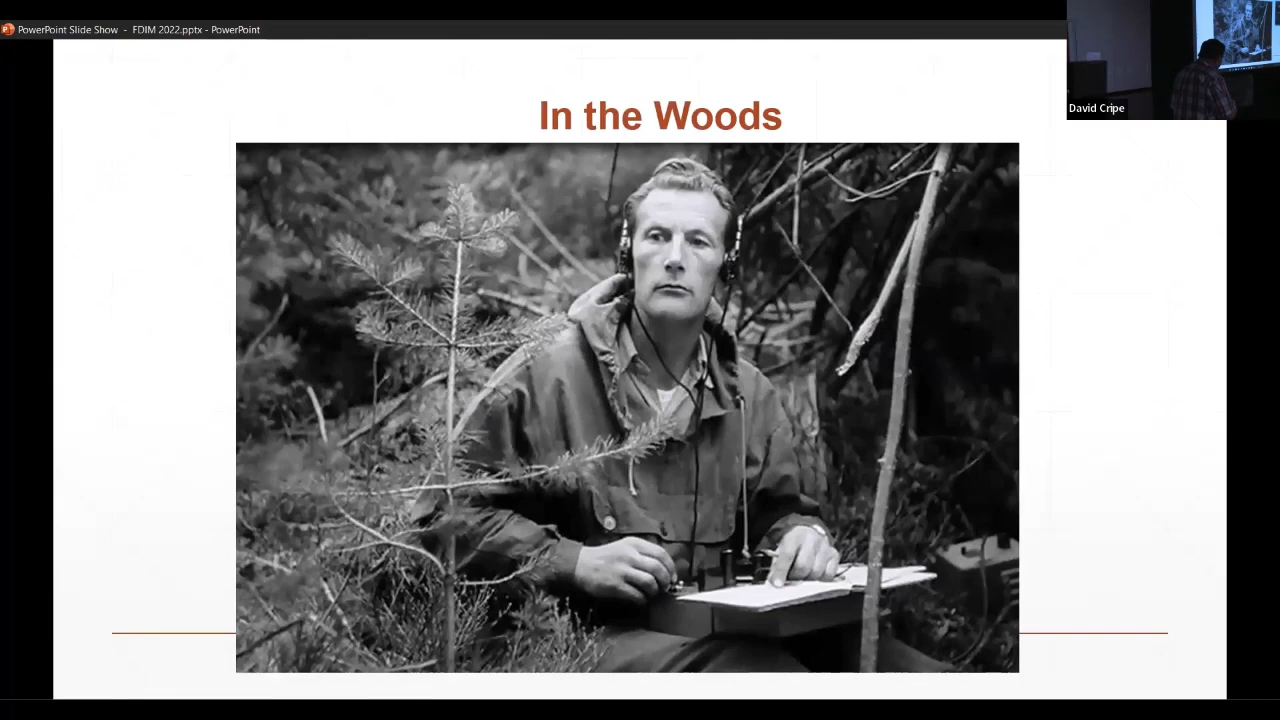 PowerPoint Slide Show - FDIM 2022.pptx - PowerPoint
In the Woods
David Cripe